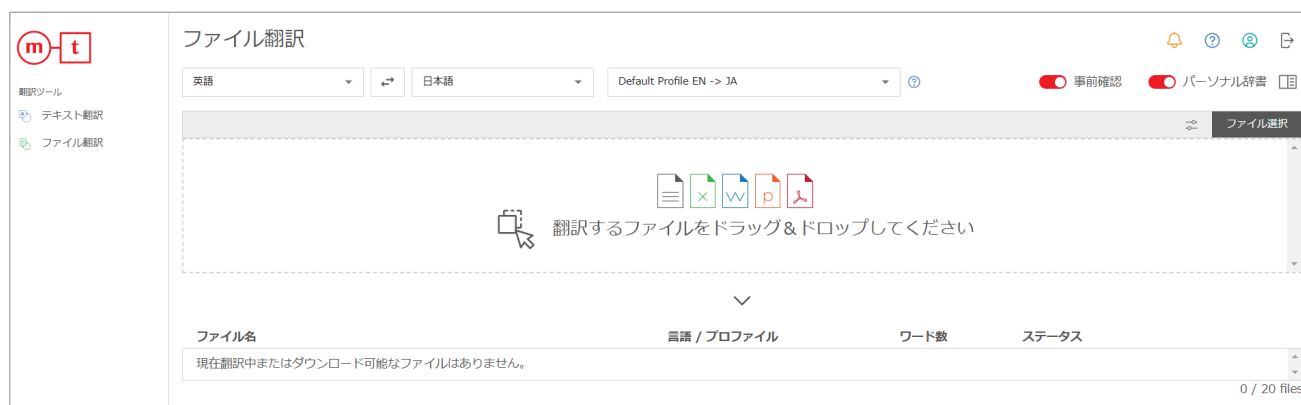 m t
ファイル翻訳
翻訳ツール
テキスト翻訳
ファイル翻訳
英語
日本語
Default Profile EN -> JA
事前確認
パーソナル辞書
ファイル選択
翻訳するファイルをドラッグ＆ドロップしてください
ファイル名 言語 / プロファイル ワード数 ステータス
現在翻訳中またはダウンロード可能なファイルはありません。
0 / 20 files